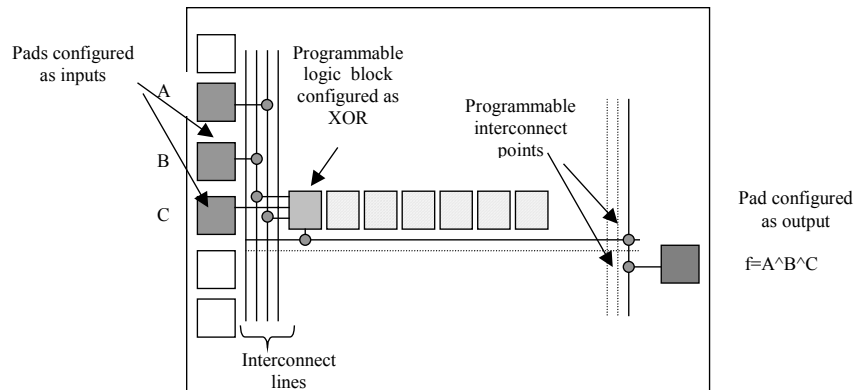 Pads configured
as inputs
A
B
C
Programmable
logic block
configured as
XOR
Programmable
interconnect
points
Pad configured
as output
f=A^B^C
Interconnect
lines